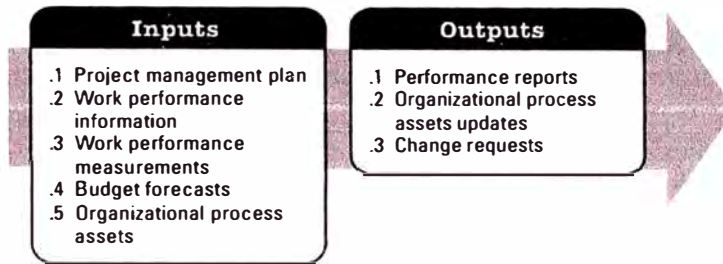 Inputs
.1 Project management plan
.2 Work performance
information
.3 Work performance
measurements
.4 Budget forecasts
.5 Organizational process
assets
Outputs
.1 Performance reports
.2 Organizational process
assets updates
.3 Change requests